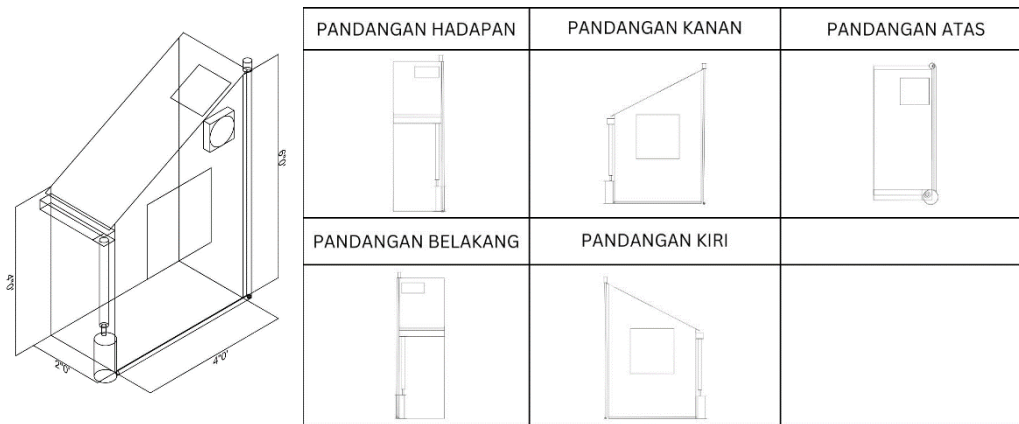 PANDANGAN HADAPAN
PANDANGAN KANAN
PANDANGAN ATAS
PANDANGAN BELAKANG
PANDANGAN KIRI
2'0"
4'0"